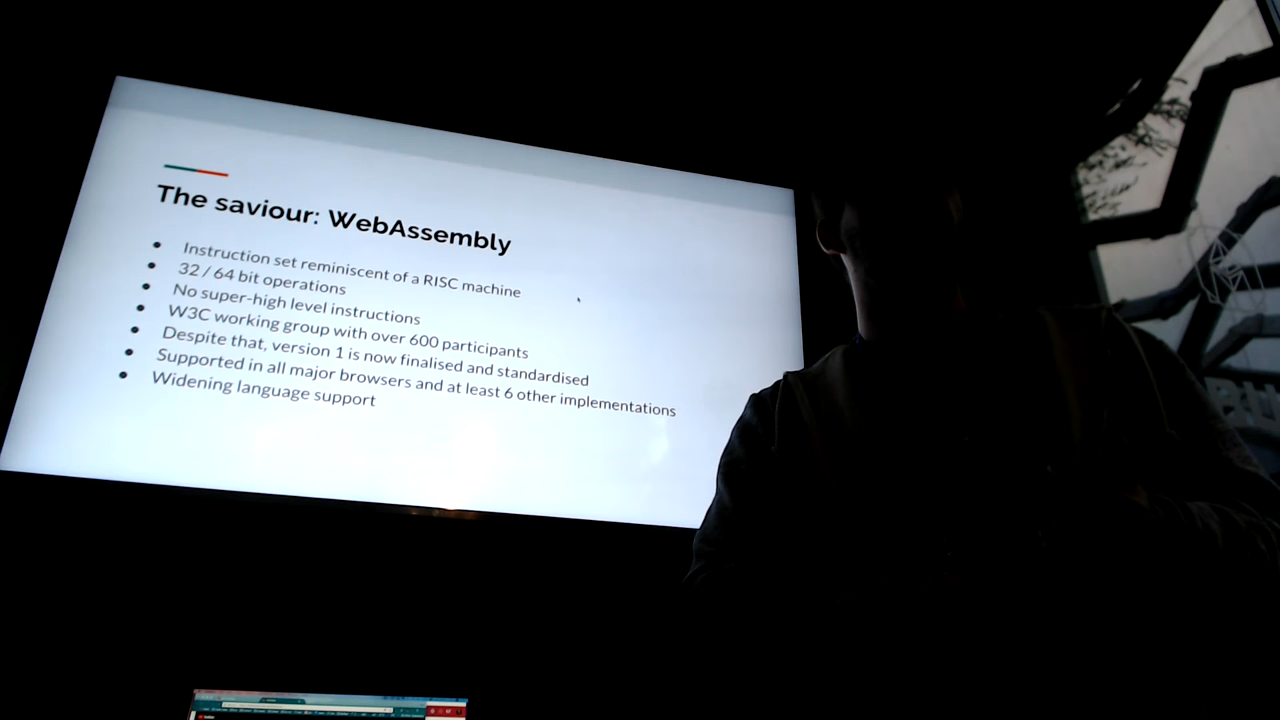 The saviour: WebAssembly
Instruction set reminiscent of a RISC machine
32 / 64 bit operations
No super-high level instructions
W3C working group with over 600 participants
Despite that, version 1 is now finalised and standardised
Supported in all major browsers and at least 6 other implementations
Widening language support